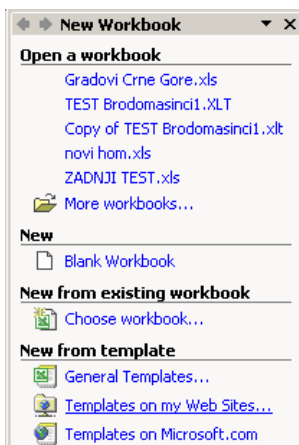 New Workbook
Open a workbook
Gradovi Crne Gore.xls
TEST Brodomasinci1.XLT
Copy of TEST Brodomasinci1.xlt
novi hom.xls
ZADNJI TEST.xls
More workbooks...
New
Blank Workbook
New from existing workbook
Choose workbook...
New from template
General Templates...
Templates on my Web Sites...
Templates on Microsoft.com